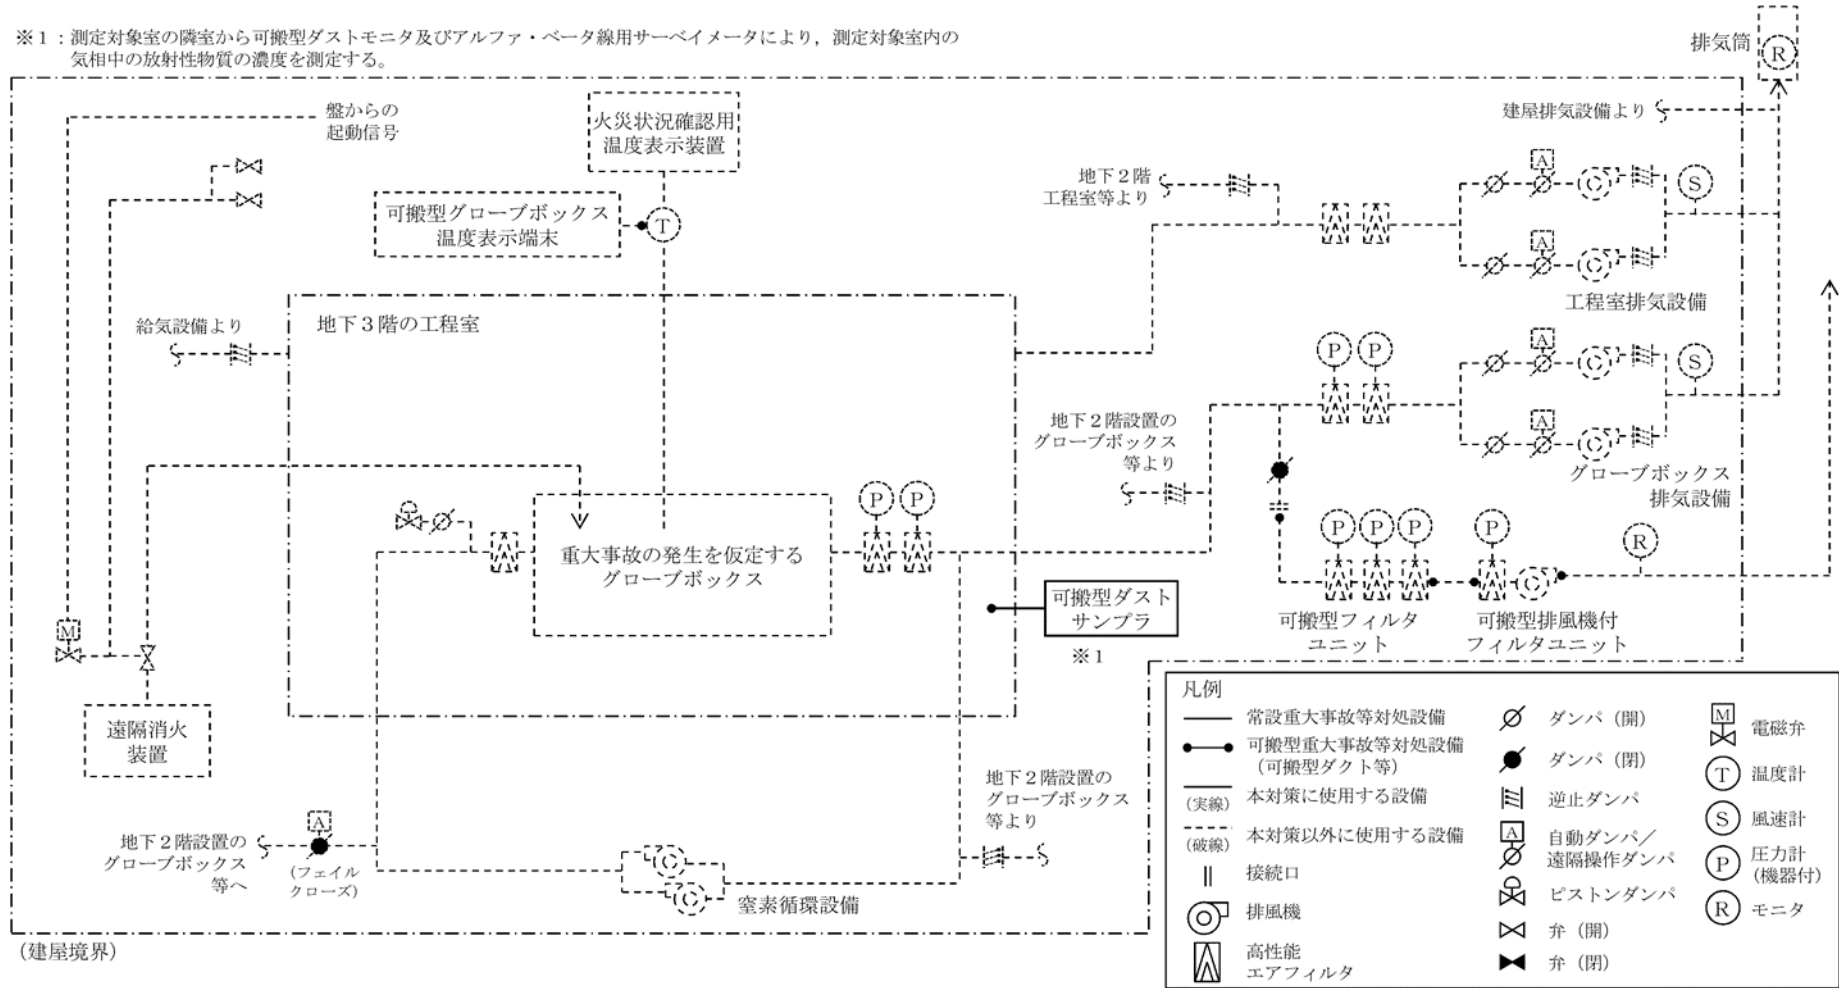 ※1：測定対象室の隣室から可搬型ダストモニタ及びアルファ・ベータ線用サーベイメータにより，測定対象室内の
気相中の放射性物質の濃度を測定する。
排気筒
R
盤からの
起動信号
火災状況確認用
温度表示装置
建屋排気設備より
可搬型グローブボックス
温度表示端末
T
地下２階
工程室等より
A
S
A
工程室排気設備
給気設備より
地下３階の工程室
P
P
A
S
地下２階設置の
グローブボックス
等より
A
グローブボックス
排気設備
P
P
重大事故の発生を仮定する
グローブボックス
P
P
P
P
R
可搬型フィルタ
ユニット
可搬型排風機付
フィルタユニット
可搬型ダスト
サンプラ
※1
M
遠隔消火
装置
地下２階設置の
グローブボックス
等へ
A
（フェイル
クローズ）
窒素循環設備
地下２階設置の
グローブボックス
等より
（建屋境界）
凡例
常設重大事故等対処設備
可搬型重大事故等対処設備
（可搬型ダクト等）
（実線）
本対策に使用する設備
（破線）
本対策以外に使用する設備
接続口
排風機
高性能
エアフィルタ
ダンパ（開）
ダンパ（閉）
逆止ダンパ
A
自動ダンパ／
遠隔操作ダンパ
ピストンダンパ
弁（開）
弁（閉）
M
電磁弁
T
温度計
S
風速計
P
圧力計
（機器付）
R
モニタ